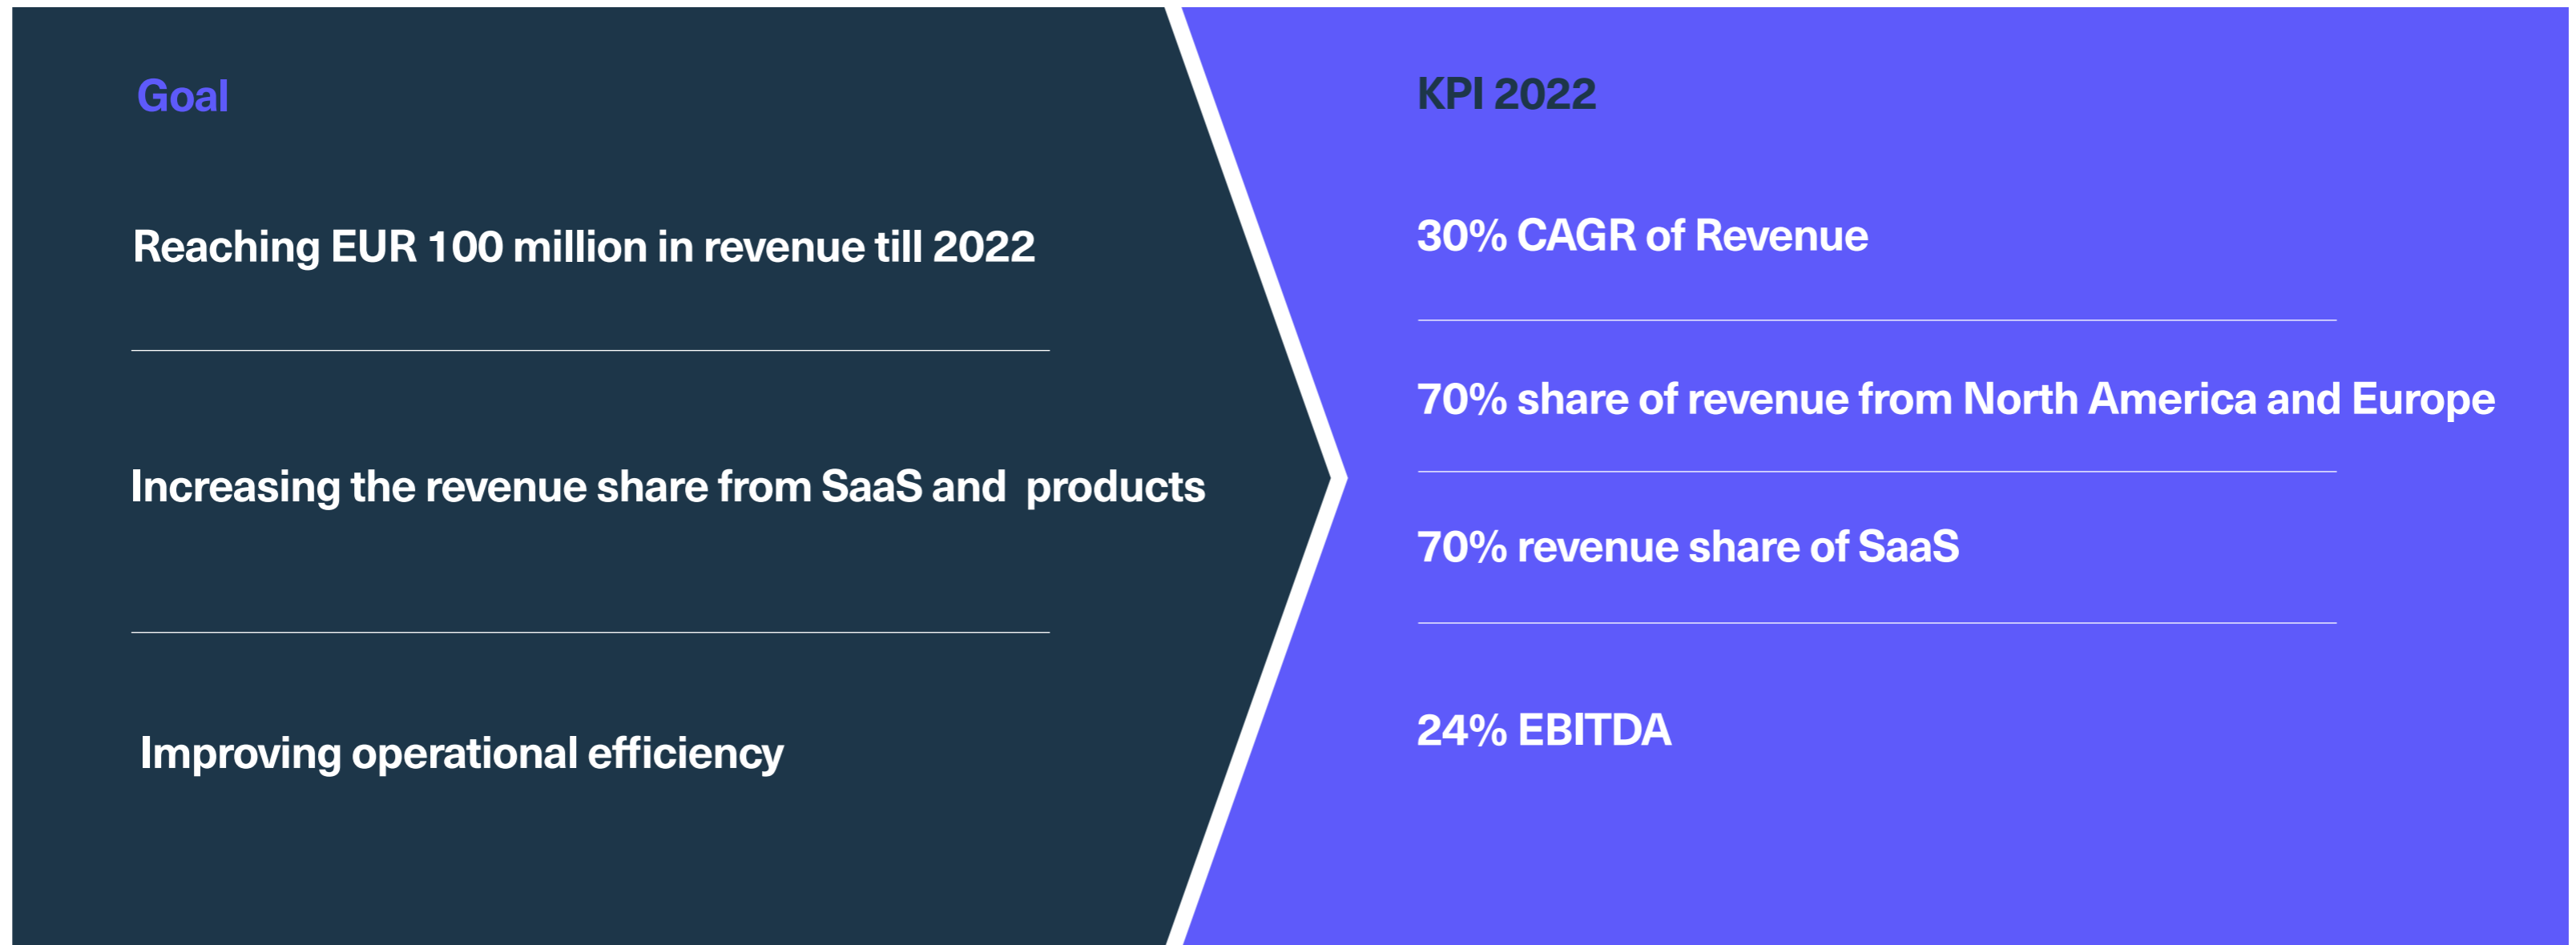 Goal
Reaching EUR 100 million in revenue till 2022
Increasing the revenue share from SaaS and  products
Improving operational efficiency
KPI 2022
30% CAGR of Revenue
70% share of revenue from North America and Europe
70% revenue share of SaaS
24% EBITDA